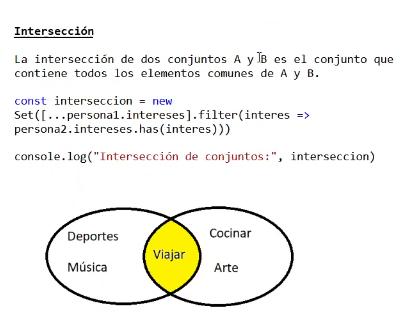 Intersección
La intersección de dos conjuntos A y B es el conjunto que
contiene todos los elementos comunes de A y B.
const interseccion = new
Set([...persona1.intereses].filter(interes =>
persona2.intereses.has(interes)))
console.log("Intersección de conjuntos:", interseccion)
Deportes
Música
Viajar
Cocinar
Arte